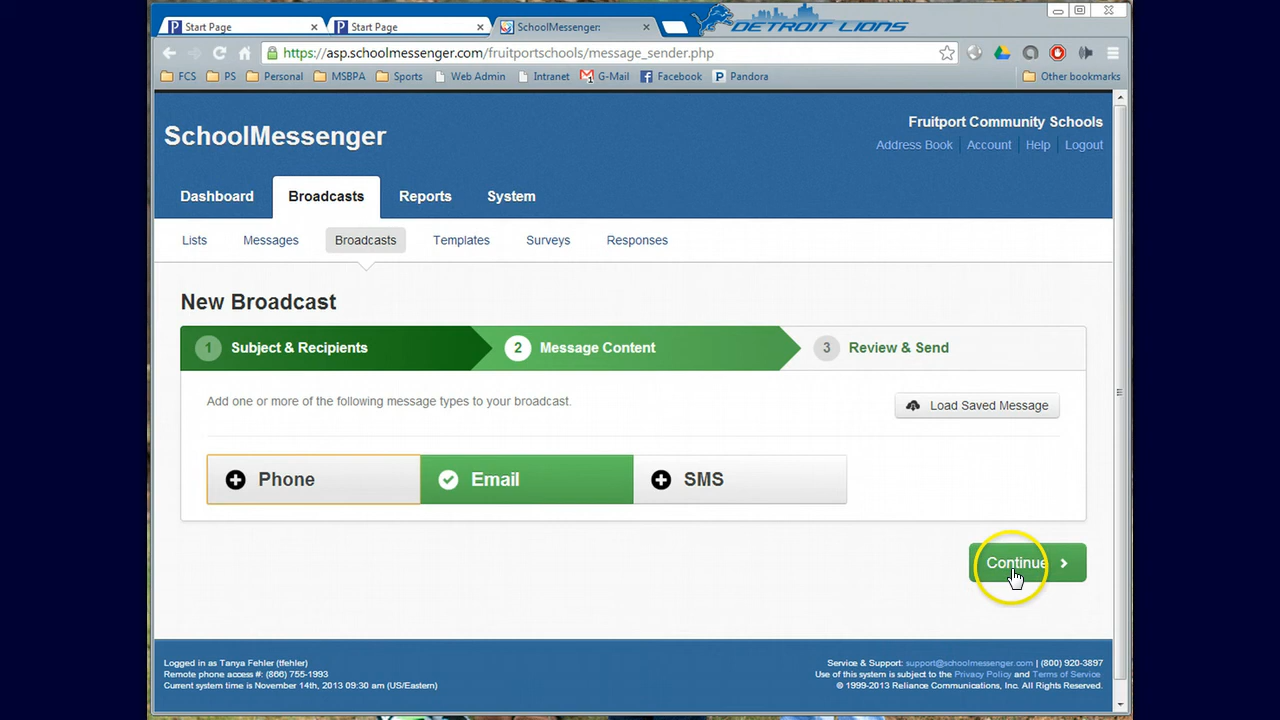 Start Page
Start Page
SchoolMessenger:
DETROIT LIONS
https://asp.schoolmessenger.com/fruitportschools/message_sender.php
FCS PS Personal MSBPA Sports Web Admin Intranet G-Mail Facebook Pandora Other bookmarks
SchoolMessenger
Fruitport Community Schools
Address Book Account Help Logout
Dashboard Broadcasts Reports System
Lists Messages Broadcasts Templates Surveys Responses
New Broadcast
1 Subject & Recipients 2 Message Content 3 Review & Send
Add one or more of the following message types to your broadcast.
Load Saved Message
Phone Email SMS
Continue
Logged in as Tanya Fehler (tfehler)
Remote phone access #: (866) 755-1993
Current system time is November 14th, 2013 09:30 am (US/Eastern)
Service & Support: support@schoolmessenger.com | (800) 920-3897
Use of this system is subject to the Privacy Policy and Terms of Service
© 1999-2013 Reliance Communications, Inc. All Rights Reserved.